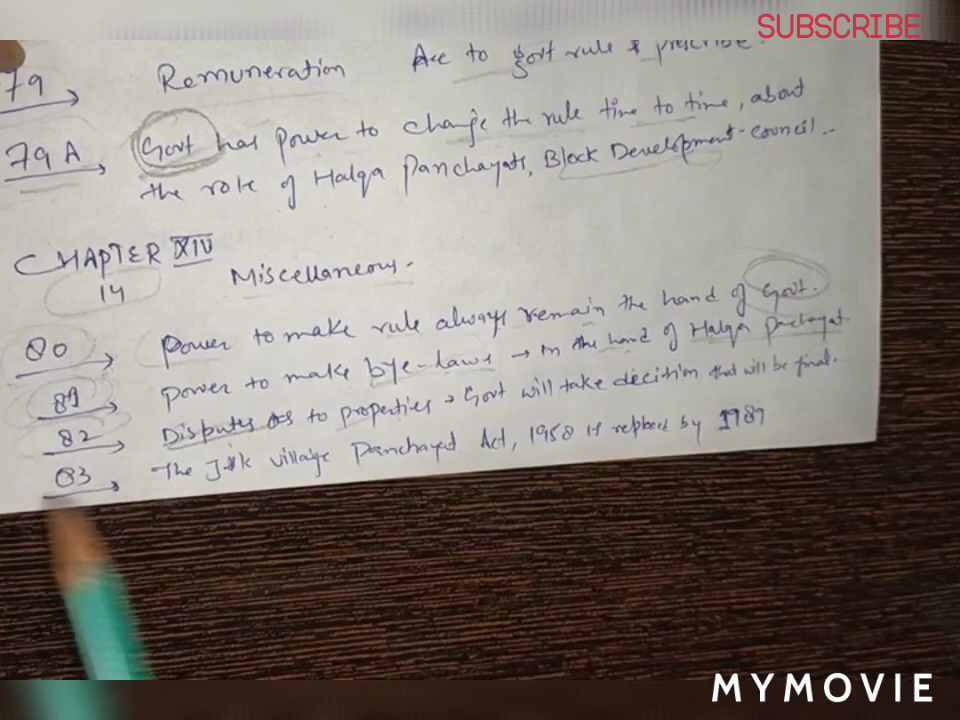 SUBSCRIBE
79 → Remuneration Acc to govt rule & prescribe.
79 A → Govt has power to change the rule time to time, about
the role of Halqa Panchayats, Block Development-Council..
CHAPTER XIV
14 Miscellaneous.
80 → Power to make rule always remain the hand of Govt.
81 → Power to make bye-laws → In the hand of Halqa Pachayat.
82 → Disputes as to properties → Govt will take decition that will be final.
83 → The J&K village Panchayat Act, 1958 is replaced by 1989
MYMOVIE